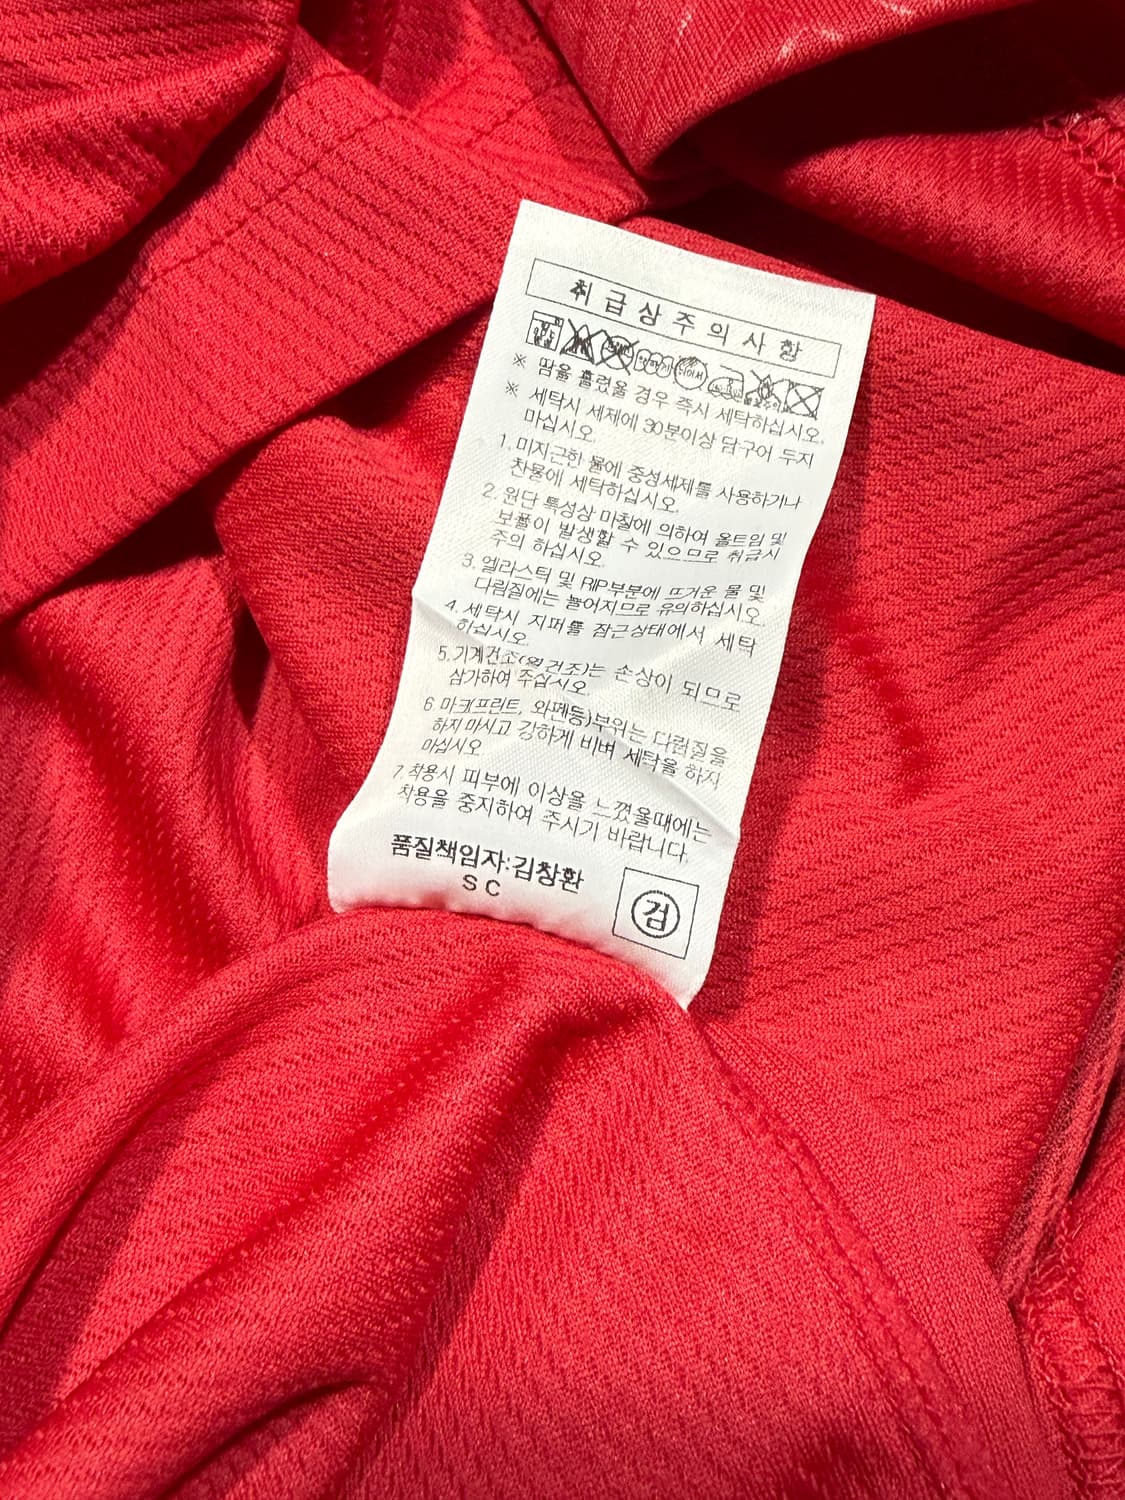 취급상주의사항
※ 땀을 흘렸을 경우 즉시 세탁하십시오.
※ 세탁시 세제에 30분이상 담구어 두지
마십시오.
1. 미지근한 물에 중성세제를 사용하거나
찬물에 세탁하십시오.
2. 원단 특성상 마찰에 의하여 올트임 및
보풀이 발생할 수 있으므로 취급시
주의 하십시오.
3. 엘라스틱 및 RIP부분에 뜨거운 물 및
다림질에는 늘어지므로 유의하십시오.
4. 세탁시 지퍼를 잠근상태에서 세탁
하십시오.
5. 기계건조(열건조)는 손상이 되므로
삼가하여 주십시오.
6 마크(프린트, 와펜등)부위는 다림질을
하지 마시고 강하게 비벼 세탁을 하지
마십시오
7. 착용시 피부에 이상을 느꼈을때에는
착용을 중지하여 주시기 바랍니다.
품질책임자:김창환
S C
검